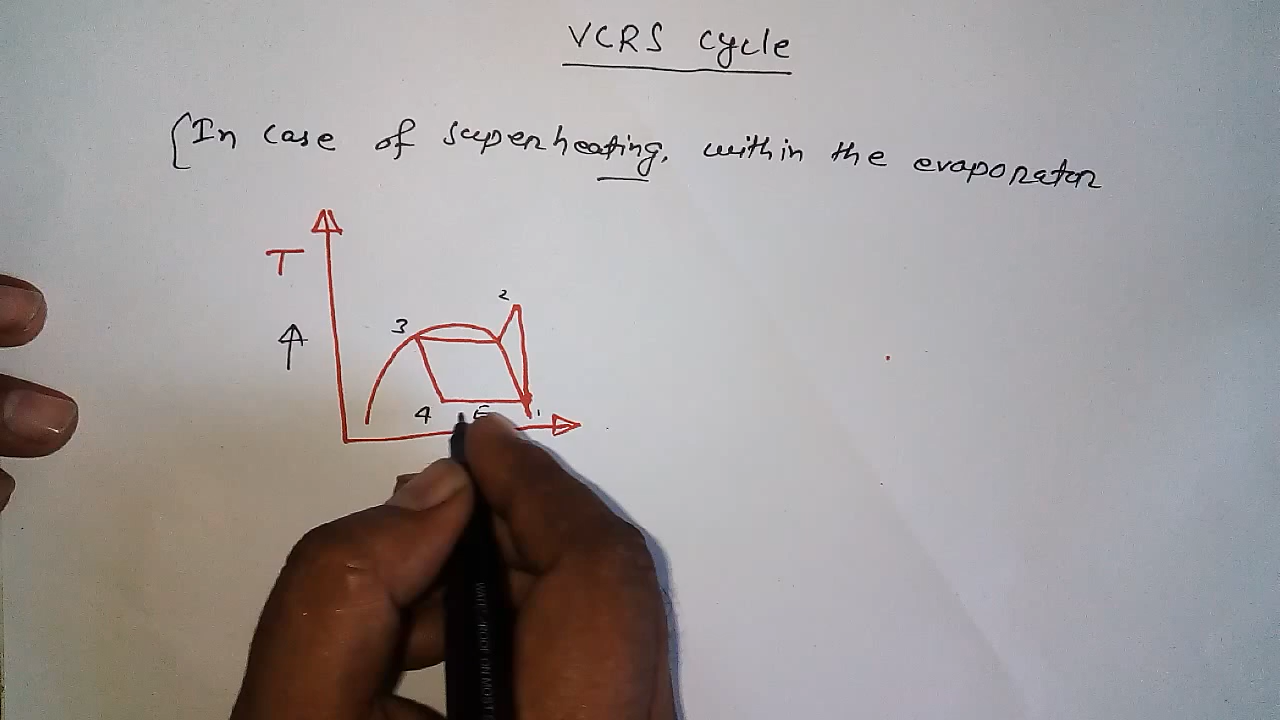 VCRS cycle
[In case of superheating, within the evaporator
T
2
3
4 E 1